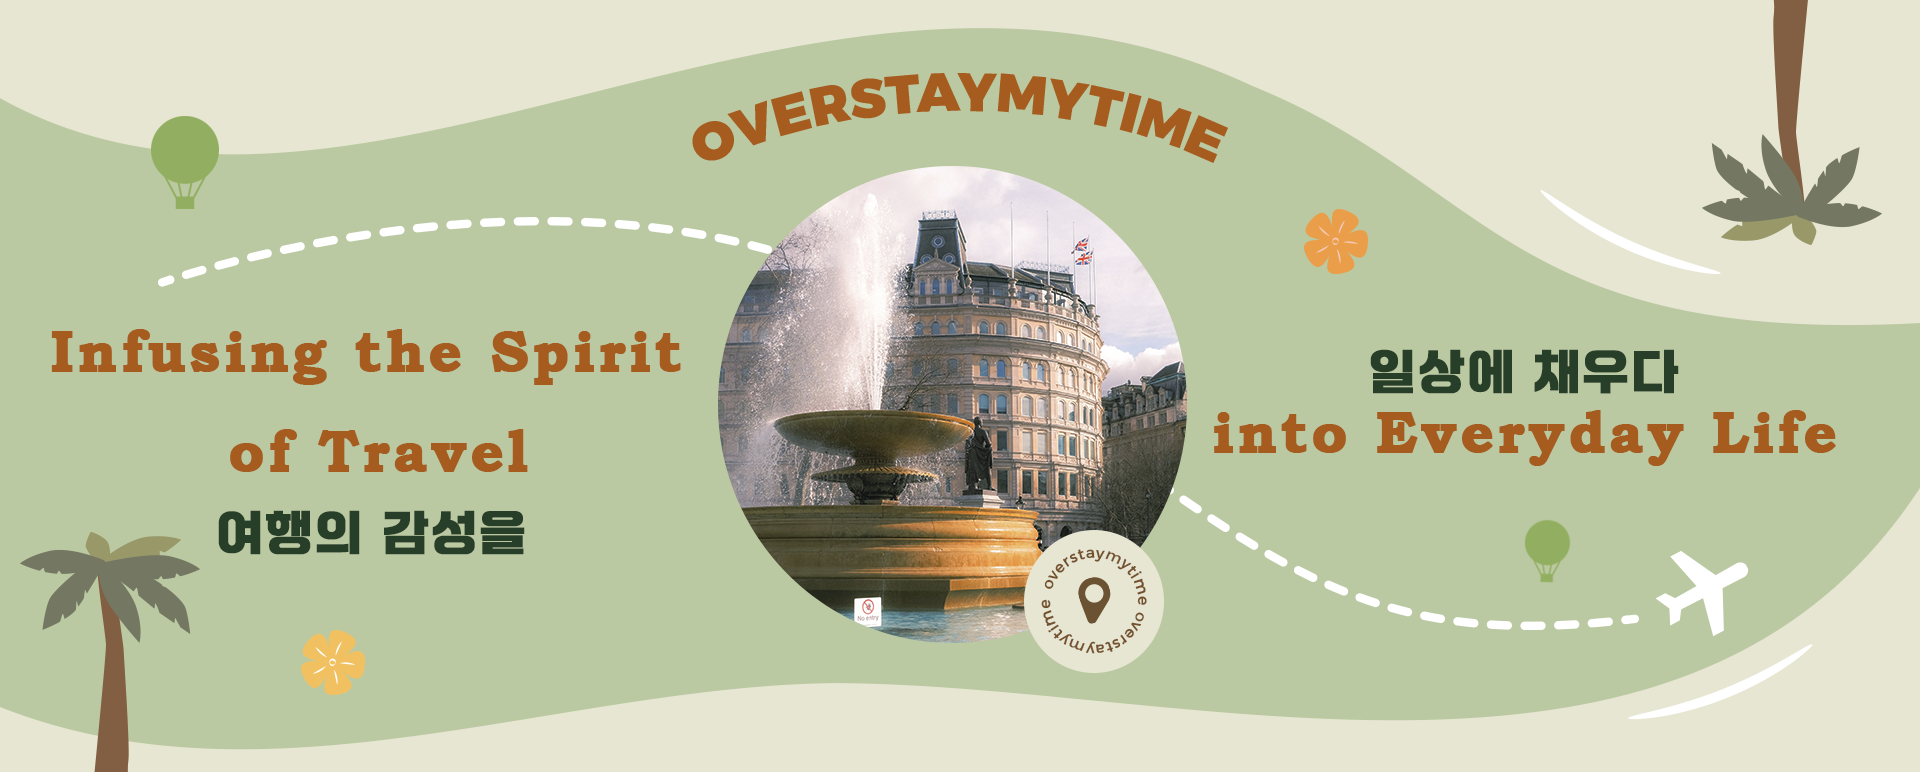 OVERSTAYMYTIME
Infusing the Spirit
of Travel
여행의 감성을
일상에 채우다
into Everyday Life
No entry
overstaymytime overstaymytime